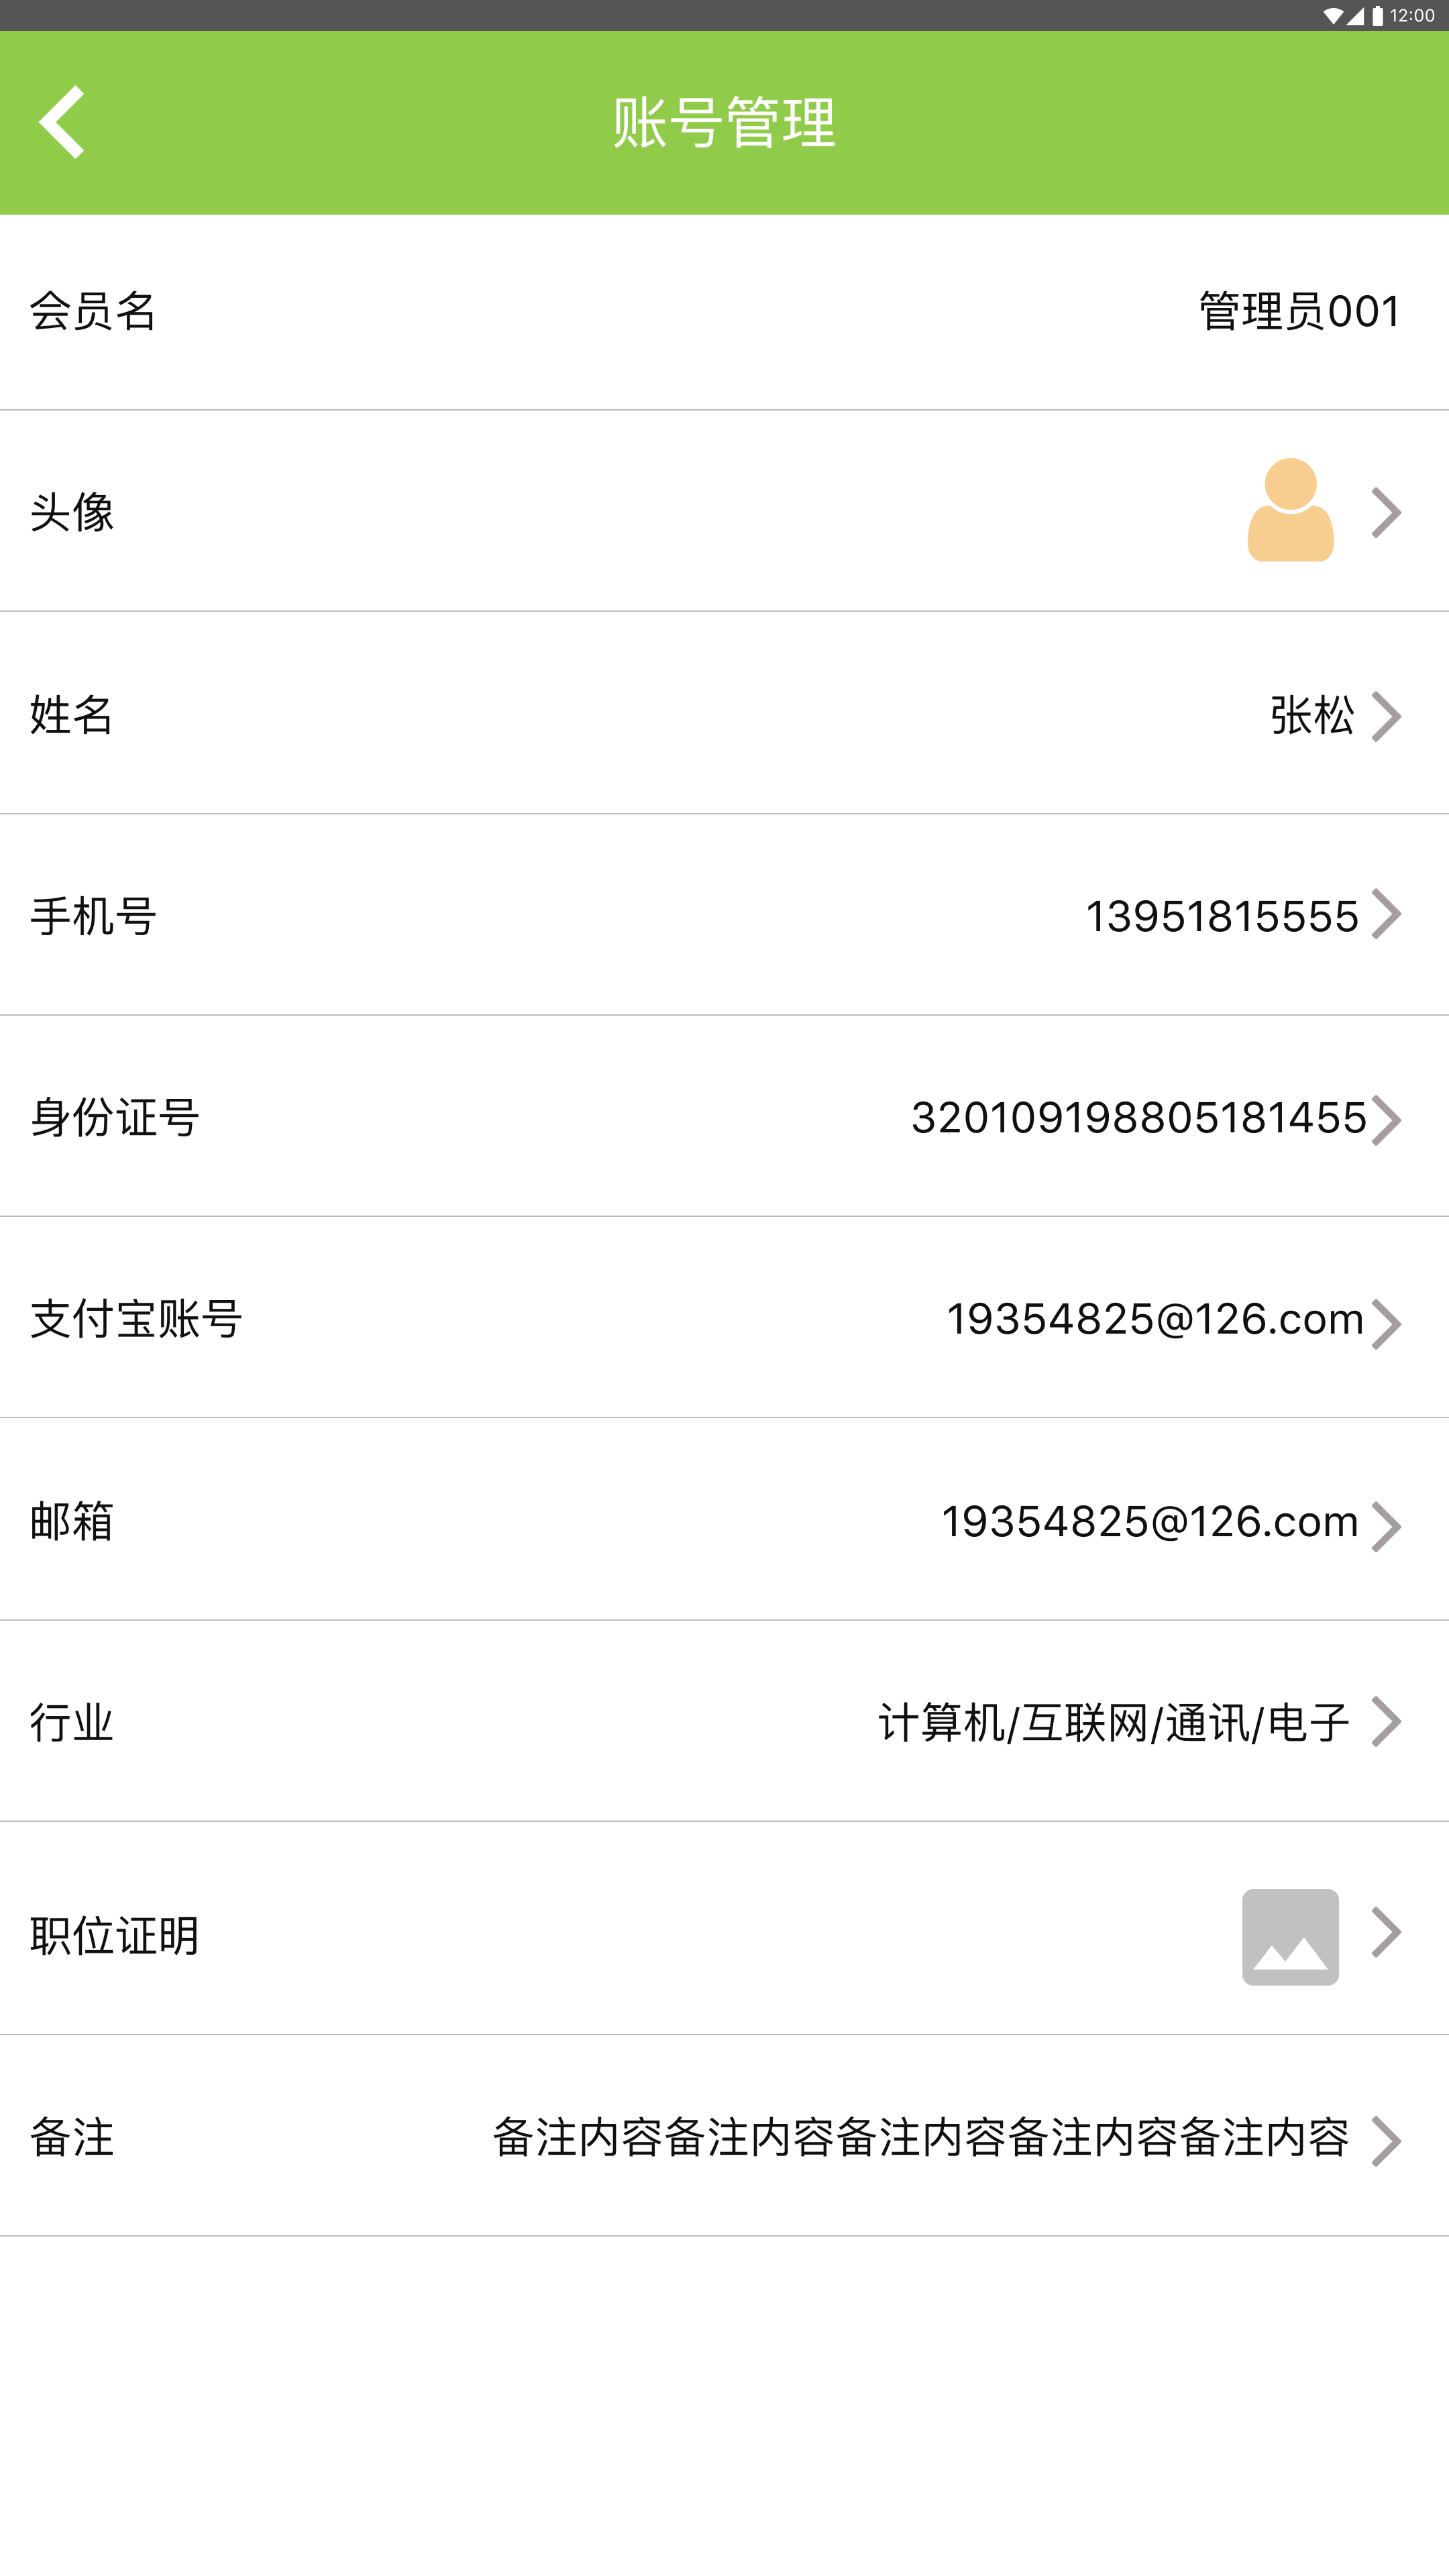 12:00
账号管理
会员名 管理员001
头像
姓名 张松
手机号 13951815555
身份证号 320109198805181455
支付宝账号 19354825@126.com
邮箱 19354825@126.com
行业 计算机/互联网/通讯/电子
职位证明
备注 备注内容备注内容备注内容备注内容备注内容